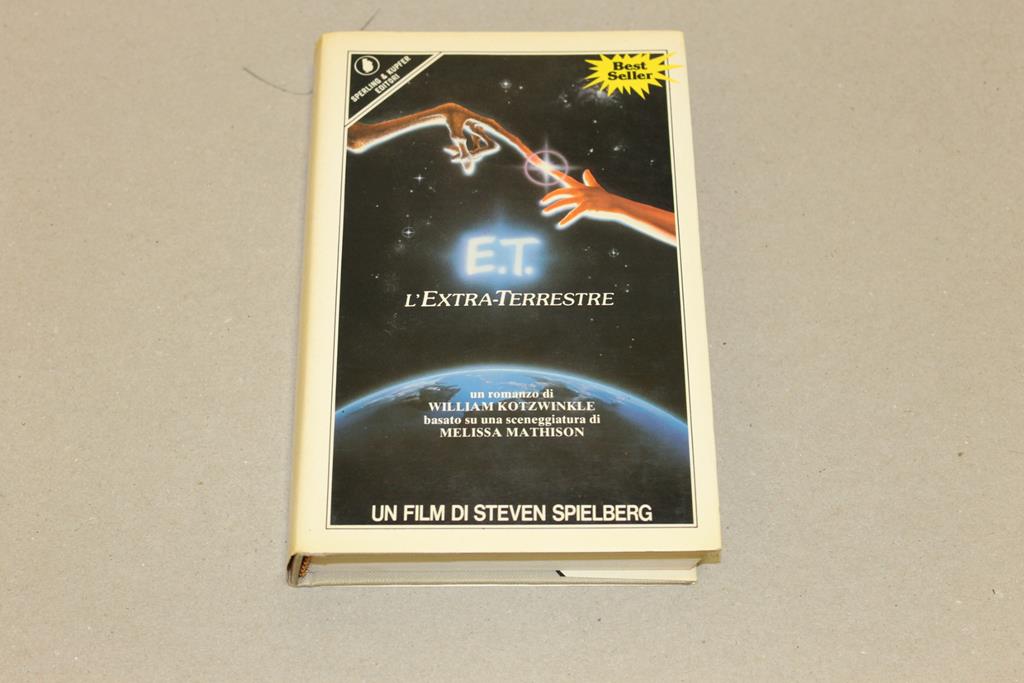 SPERLING & KUPFER
EDITORI
Best
Seller
E.T.
L'EXTRA-TERRESTRE
un romanzo di
WILLIAM KOTZWINKLE
basato su una sceneggiatura di
MELISSA MATHISON
UN FILM DI STEVEN SPIELBERG